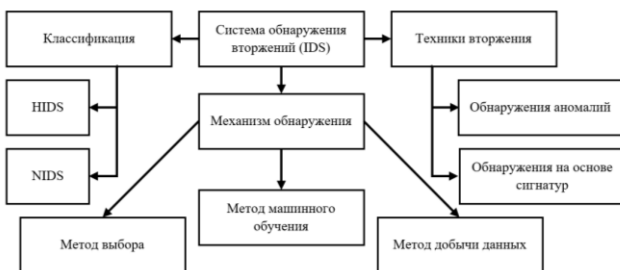 Классификация
Система обнаружения
вторжений (IDS)
Техники вторжения
HIDS
Механизм обнаружения
Обнаружения аномалий
NIDS
Обнаружения на основе
сигнатур
Метод выбора
Метод машинного
обучения
Метод добычи данных